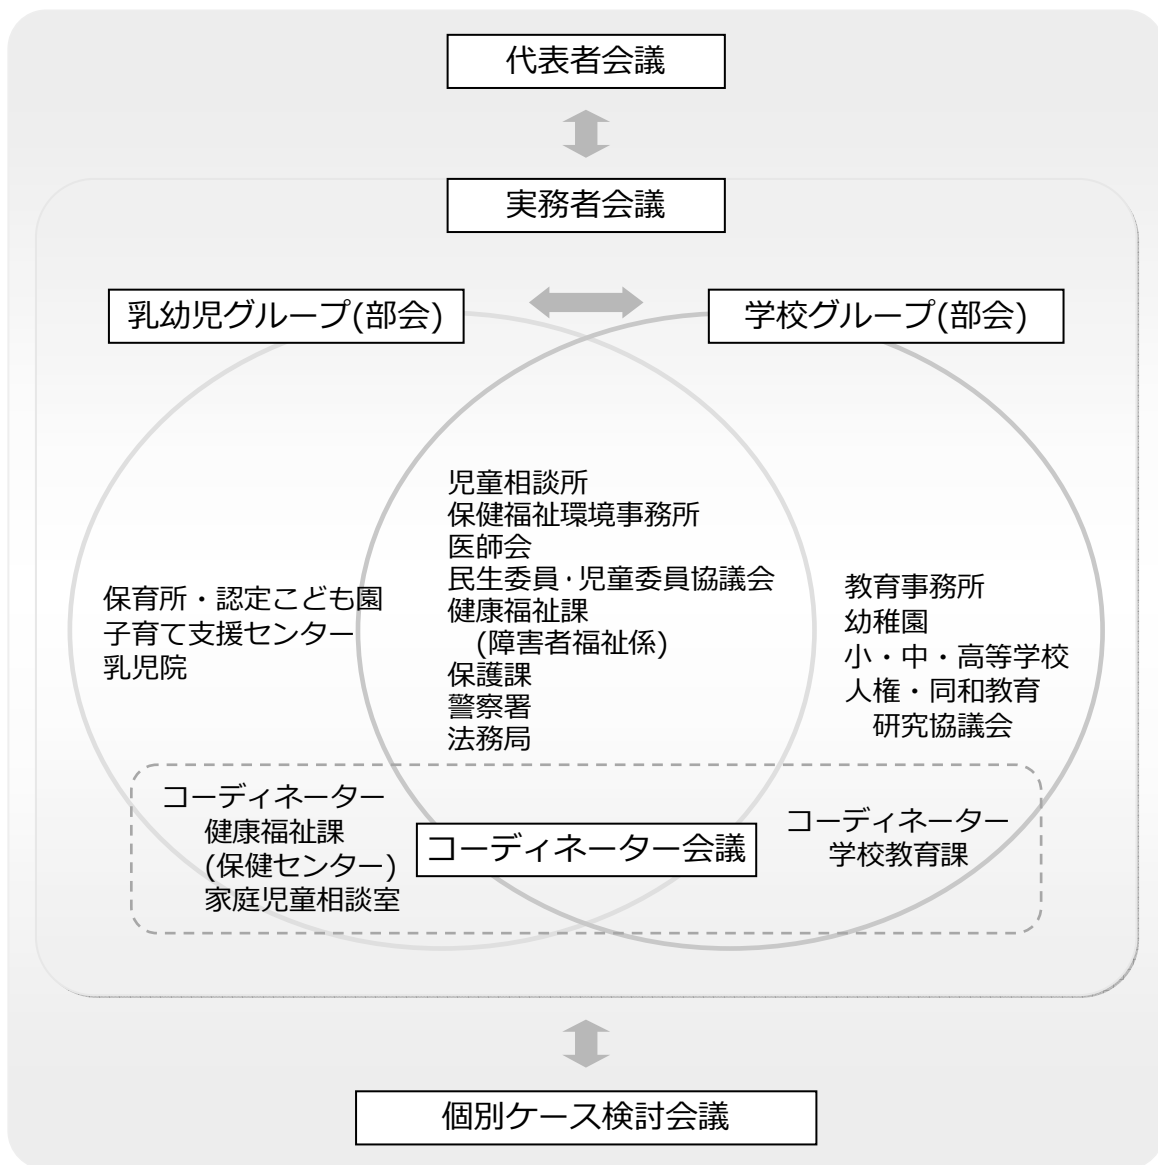 代表者会議
実務者会議
乳幼児グループ(部会)
学校グループ(部会)
児童相談所
保健福祉環境事務所
医師会
民生委員・児童委員協議会
健康福祉課
(障害者福祉係)
保護課
警察署
法務局
保育所・認定こども園
子育て支援センター
乳児院
教育事務所
幼稚園
小・中・高等学校
人権・同和教育
研究協議会
コーディネーター
健康福祉課
(保健センター)
家庭児童相談室
コーディネーター会議
コーディネーター
学校教育課
個別ケース検討会議